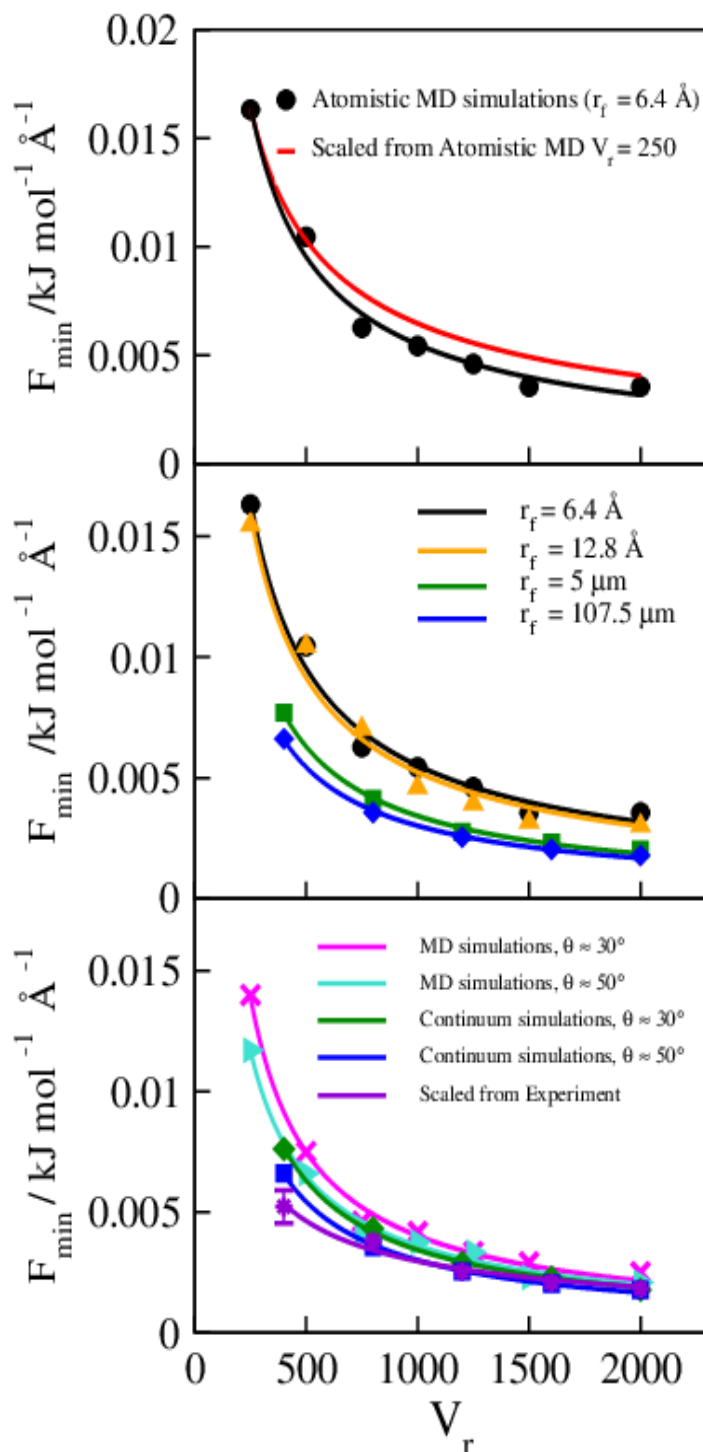 0.02
0.015
0.01
0.005
0
F_min /kJ mol⁻¹ Å⁻¹
Atomistic MD simulations (r_f = 6.4 Å)
Scaled from Atomistic MD V_r = 250
0.015
0.01
0.005
0
F_min /kJ mol⁻¹ Å⁻¹
r_f = 6.4 Å
r_f = 12.8 Å
r_f = 5 μm
r_f = 107.5 μm
0.015
0.01
0.005
0
F_min / kJ mol⁻¹ Å⁻¹
MD simulations, θ ≈ 30°
MD simulations, θ ≈ 50°
Continuum simulations, θ ≈ 30°
Continuum simulations, θ ≈ 50°
Scaled from Experiment
0 500 1000 1500 2000
V_r